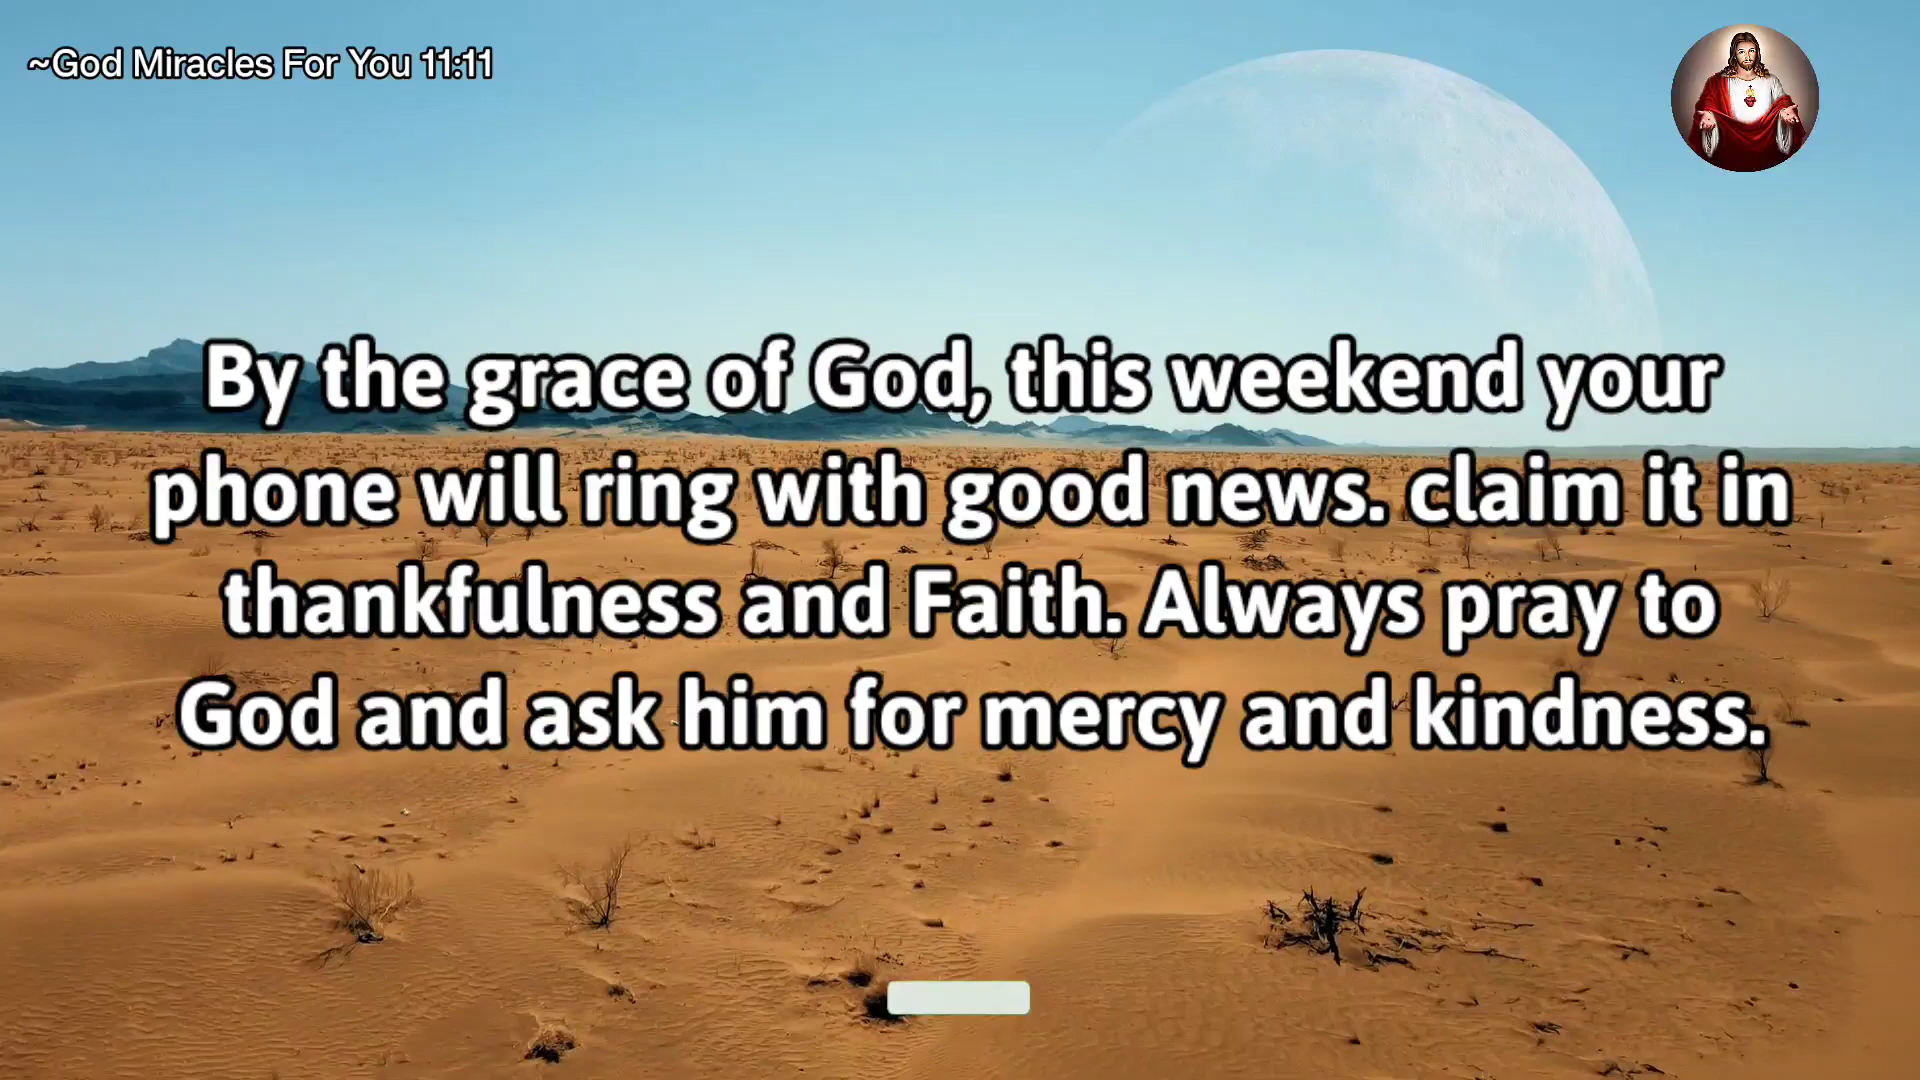 ~God Miracles For You 11:11
By the grace of God, this weekend your
phone will ring with good news. claim it in
thankfulness and Faith. Always pray to
God and ask him for mercy and kindness.